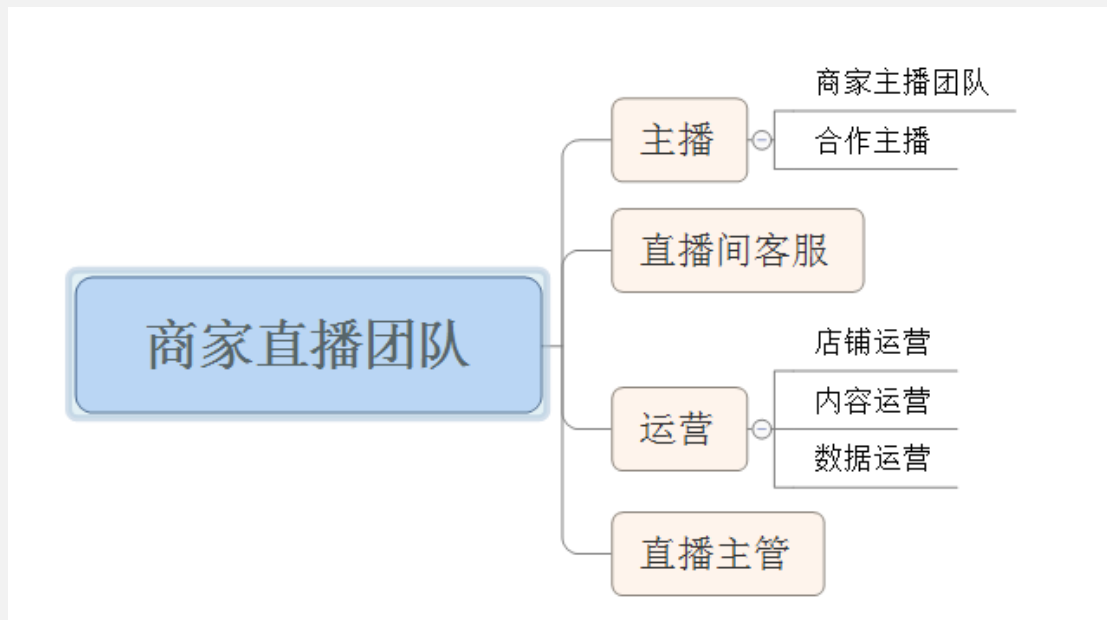 商家直播团队
主播
商家主播团队
合作主播
直播间客服
运营
店铺运营
内容运营
数据运营
直播主管